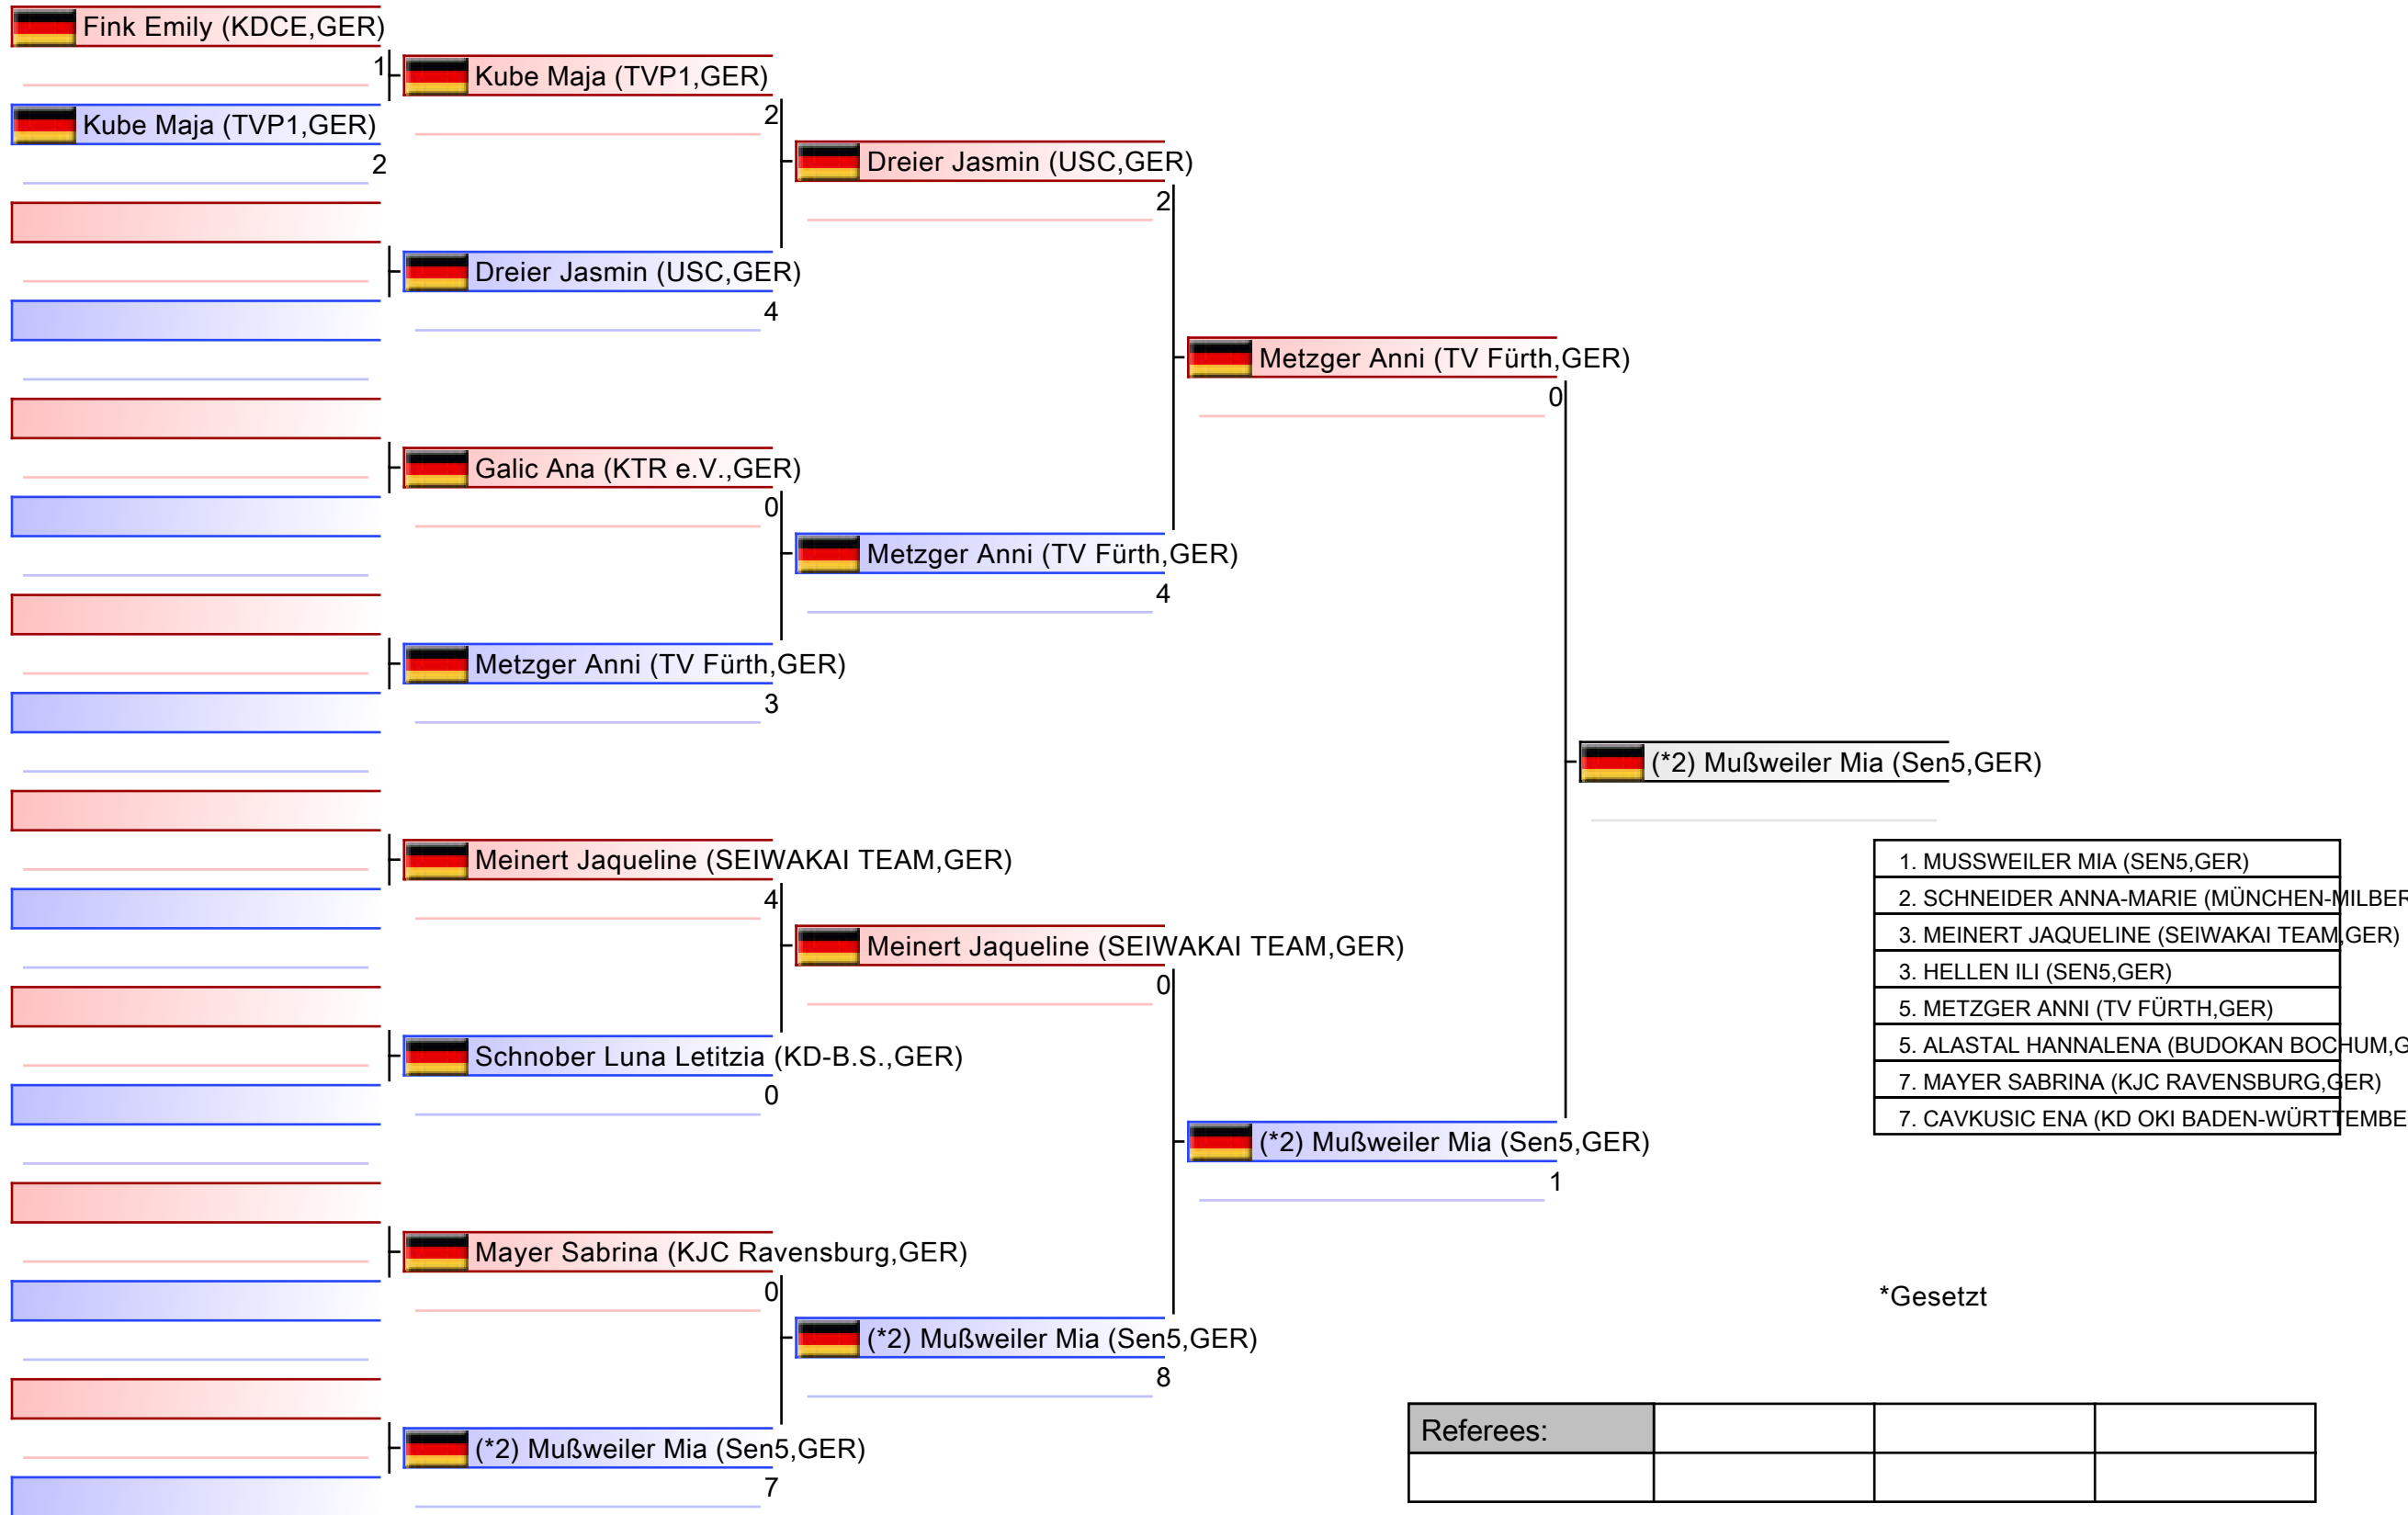 Fink Emily (KDCE,GER)
1
Kube Maja (TVP1,GER)
2
Kube Maja (TVP1,GER)
2
Dreier Jasmin (USC,GER)
4
Galic Ana (KTR e.V.,GER)
0
Metzger Anni (TV Fürth,GER)
3
Meinert Jaqueline (SEIWAKAI TEAM,GER)
4
Schnober Luna Letitzia (KD-B.S.,GER)
0
Mayer Sabrina (KJC Ravensburg,GER)
0
(*2) Mußweiler Mia (Sen5,GER)
7
Dreier Jasmin (USC,GER)
2
Metzger Anni (TV Fürth,GER)
4
Meinert Jaqueline (SEIWAKAI TEAM,GER)
0
(*2) Mußweiler Mia (Sen5,GER)
8
Metzger Anni (TV Fürth,GER)
0
(*2) Mußweiler Mia (Sen5,GER)
1
(*2) Mußweiler Mia (Sen5,GER)
1. MUSSWEILER MIA (SEN5,GER)
2. SCHNEIDER ANNA-MARIE (MÜNCHEN-MILBER
3. MEINERT JAQUELINE (SEIWAKAI TEAM,GER)
3. HELLEN ILI (SEN5,GER)
5. METZGER ANNI (TV FÜRTH,GER)
5. ALASTAL HANNALENA (BUDOKAN BOCHUM,G
7. MAYER SABRINA (KJC RAVENSBURG,GER)
7. CAVKUSIC ENA (KD OKI BADEN-WÜRTTEMBE
*Gesetzt
Referees: